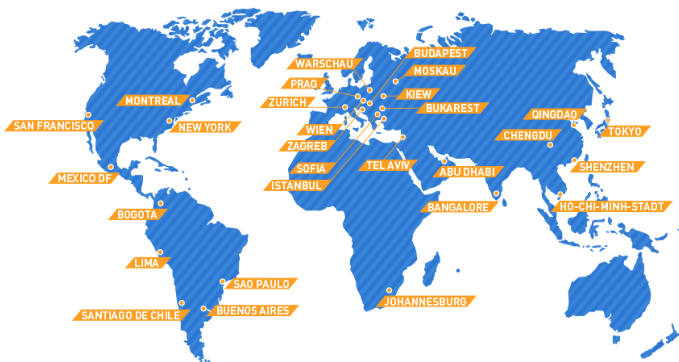 BUDAPEST
WARSCHAU
MOSKAU
PRAG
KIEW
MONTREAL
ZURICH
BUKAREST
QINGDAO
SAN FRANCISCO
NEW YORK
WIEN
CHENGDU
TOKYO
ZAGREB
SOFIA
TEL AVIV
ABU DHABI
SHENZHEN
MEXICO DF
ISTANBUL
BOGOTA
BANGALORE
HO-CHI-MINH-STADT
LIMA
SAO PAULO
JOHANNESBURG
SANTIAGO DE CHILE
BUENOS AIRES